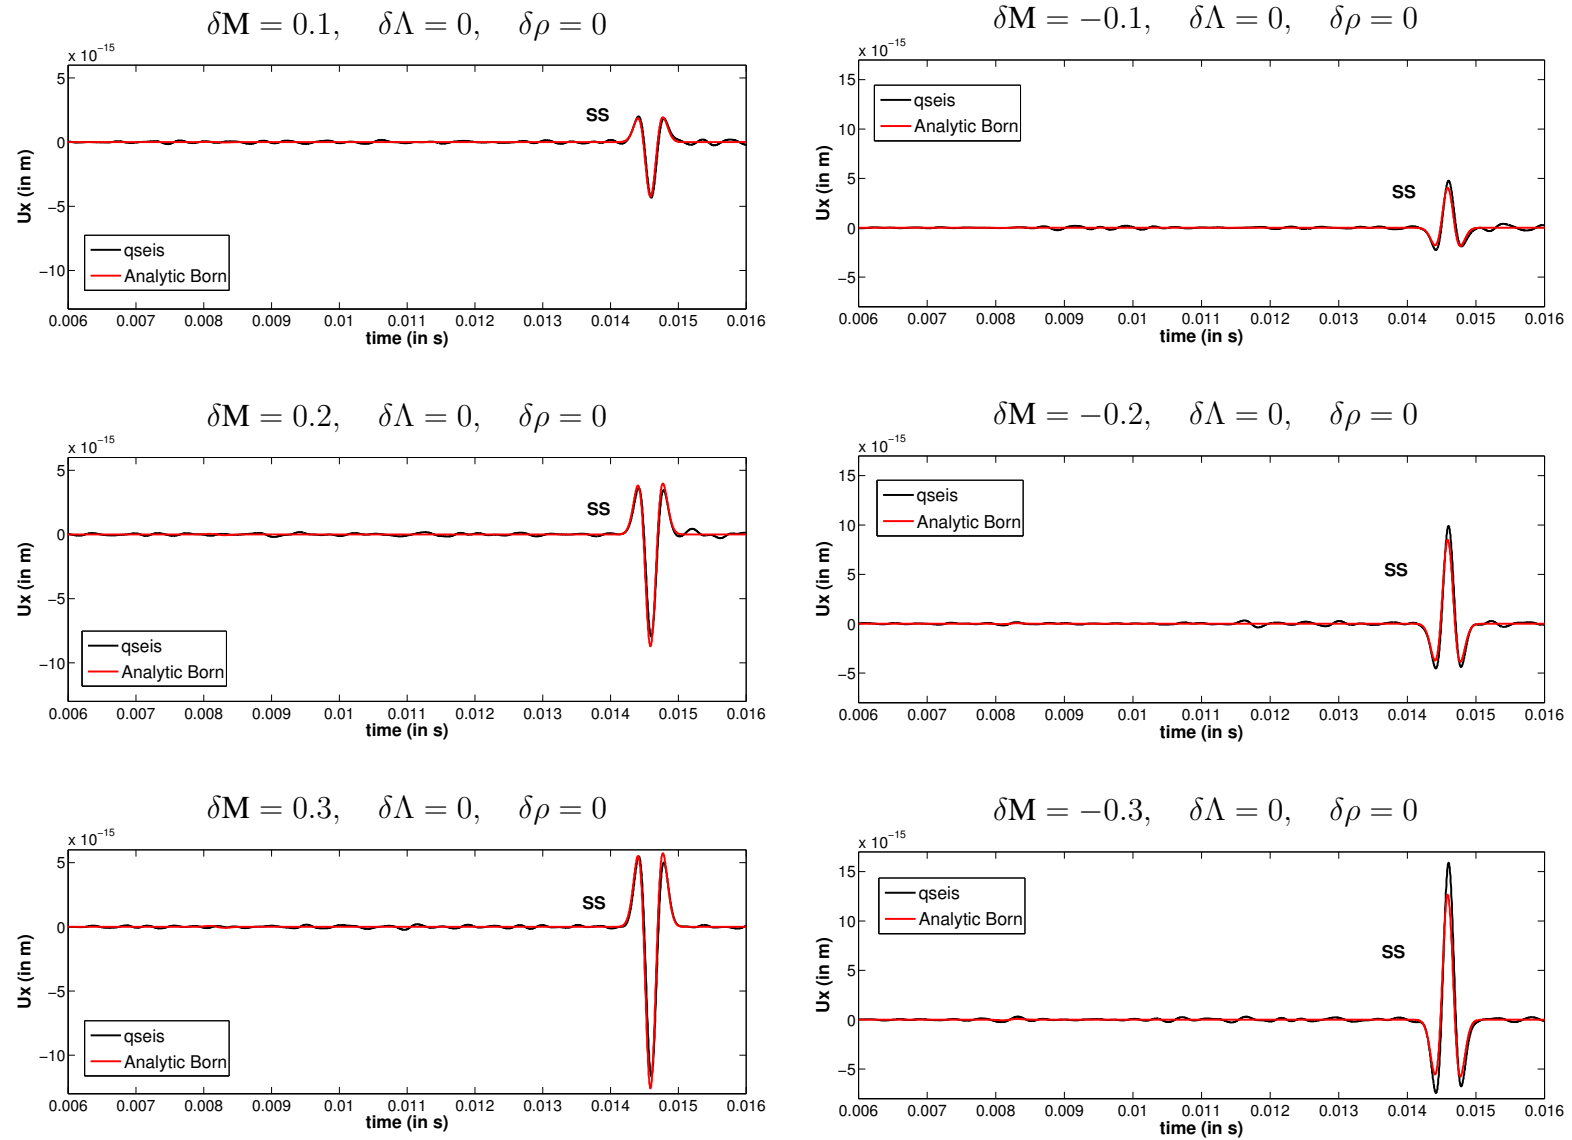 δM = 0.1, δΛ = 0, δρ = 0
x 10^-15
5
0
−5
−10
Ux (in m)
SS
qseis
Analytic Born
0.006 0.007 0.008 0.009 0.01 0.011 0.012 0.013 0.014 0.015 0.016
time (in s)
δM = −0.1, δΛ = 0, δρ = 0
x 10^-15
15
10
5
0
−5
Ux (in m)
qseis
Analytic Born
SS
0.006 0.007 0.008 0.009 0.01 0.011 0.012 0.013 0.014 0.015 0.016
time (in s)
δM = 0.2, δΛ = 0, δρ = 0
x 10^-15
5
0
−5
−10
Ux (in m)
SS
qseis
Analytic Born
0.006 0.007 0.008 0.009 0.01 0.011 0.012 0.013 0.014 0.015 0.016
time (in s)
δM = −0.2, δΛ = 0, δρ = 0
x 10^-15
15
10
5
0
−5
Ux (in m)
qseis
Analytic Born
SS
0.006 0.007 0.008 0.009 0.01 0.011 0.012 0.013 0.014 0.015 0.016
time (in s)
δM = 0.3, δΛ = 0, δρ = 0
x 10^-15
5
0
−5
−10
Ux (in m)
SS
qseis
Analytic Born
0.006 0.007 0.008 0.009 0.01 0.011 0.012 0.013 0.014 0.015 0.016
time (in s)
δM = −0.3, δΛ = 0, δρ = 0
x 10^-15
15
10
5
0
−5
Ux (in m)
qseis
Analytic Born
SS
0.006 0.007 0.008 0.009 0.01 0.011 0.012 0.013 0.014 0.015 0.016
time (in s)